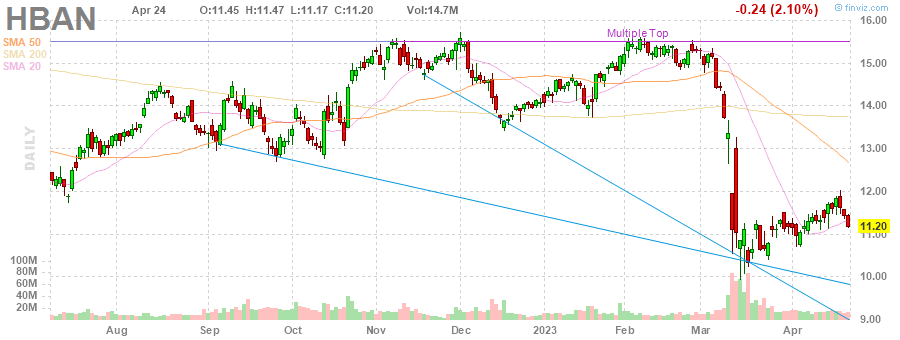 HBAN Apr 24 O:11.45 H:11.47 L:11.17 C:11.20 Vol:14.7M -0.24 (2.10%)
© finviz.com
SMA 50
SMA 200
SMA 20
Multiple Top
DAILY
16.00
15.00
14.00
13.00
12.00
11.20
11.00
10.00
9.00
100M
80M
60M
40M
20M
Aug Sep Oct Nov Dec 2023 Feb Mar Apr